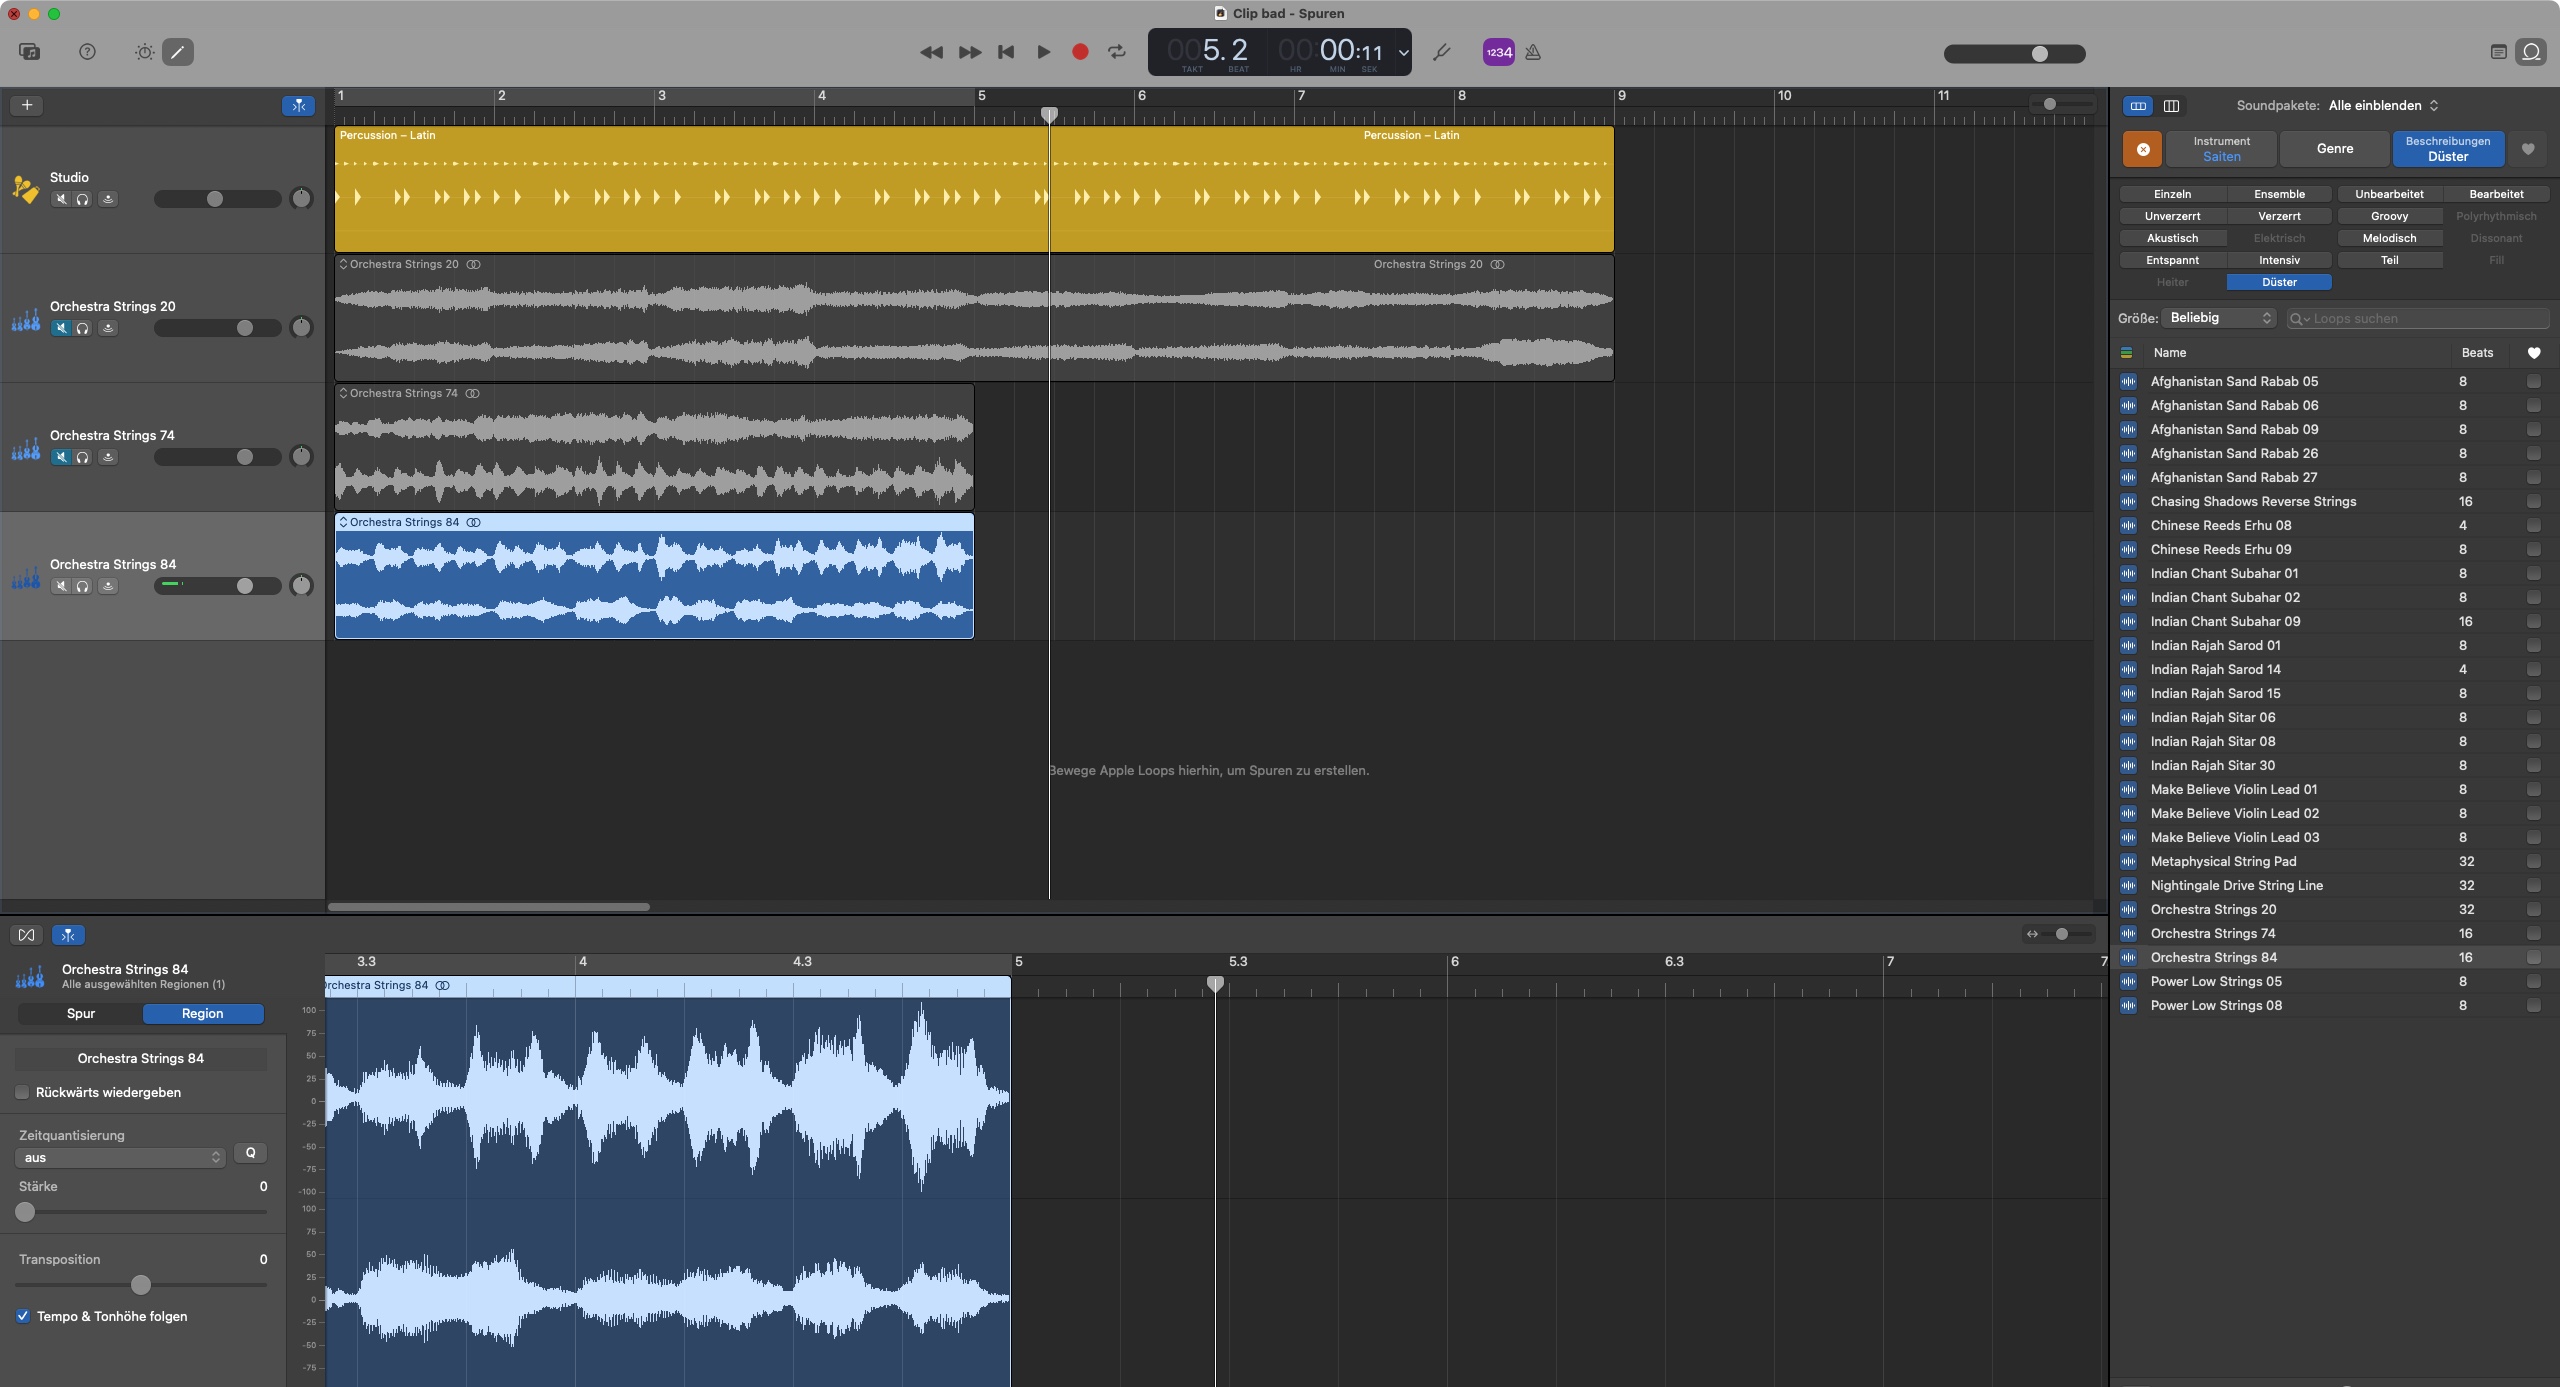 Clip bad - Spuren
005.2
TAKT BEAT
00:00:11
HR MIN SEK
1234
1 2 3 4 5 6 7 8 9 10 11
Studio
Percussion – Latin
Percussion – Latin
Orchestra Strings 20
Orchestra Strings 20
Orchestra Strings 20
Orchestra Strings 74
Orchestra Strings 74
Orchestra Strings 84
Orchestra Strings 84
Bewege Apple Loops hierhin, um Spuren zu erstellen.
Orchestra Strings 84
Alle ausgewählten Regionen (1)
Spur Region
Orchestra Strings 84
Rückwärts wiedergeben
Zeitquantisierung
aus Q
Stärke 0
Transposition 0
Tempo & Tonhöhe folgen
3.3 4 4.3 5 5.3 6 6.3 7 7
Orchestra Strings 84
100
75
50
25
0
-25
-50
-75
-100
100
75
50
25
0
-25
-50
-75
Soundpakete: Alle einblenden
Instrument
Saiten
Genre
Beschreibungen
Düster
Einzeln Ensemble Unbearbeitet Bearbeitet
Unverzerrt Verzerrt Groovy Polyrhythmisch
Akustisch Elektrisch Melodisch Dissonant
Entspannt Intensiv Teil Fill
Heiter Düster
Größe: Beliebig Loops suchen
Name Beats
Afghanistan Sand Rabab 05 8
Afghanistan Sand Rabab 06 8
Afghanistan Sand Rabab 09 8
Afghanistan Sand Rabab 26 8
Afghanistan Sand Rabab 27 8
Chasing Shadows Reverse Strings 16
Chinese Reeds Erhu 08 4
Chinese Reeds Erhu 09 8
Indian Chant Subahar 01 8
Indian Chant Subahar 02 8
Indian Chant Subahar 09 16
Indian Rajah Sarod 01 8
Indian Rajah Sarod 14 4
Indian Rajah Sarod 15 8
Indian Rajah Sitar 06 8
Indian Rajah Sitar 08 8
Indian Rajah Sitar 30 8
Make Believe Violin Lead 01 8
Make Believe Violin Lead 02 8
Make Believe Violin Lead 03 8
Metaphysical String Pad 32
Nightingale Drive String Line 32
Orchestra Strings 20 32
Orchestra Strings 74 16
Orchestra Strings 84 16
Power Low Strings 05 8
Power Low Strings 08 8